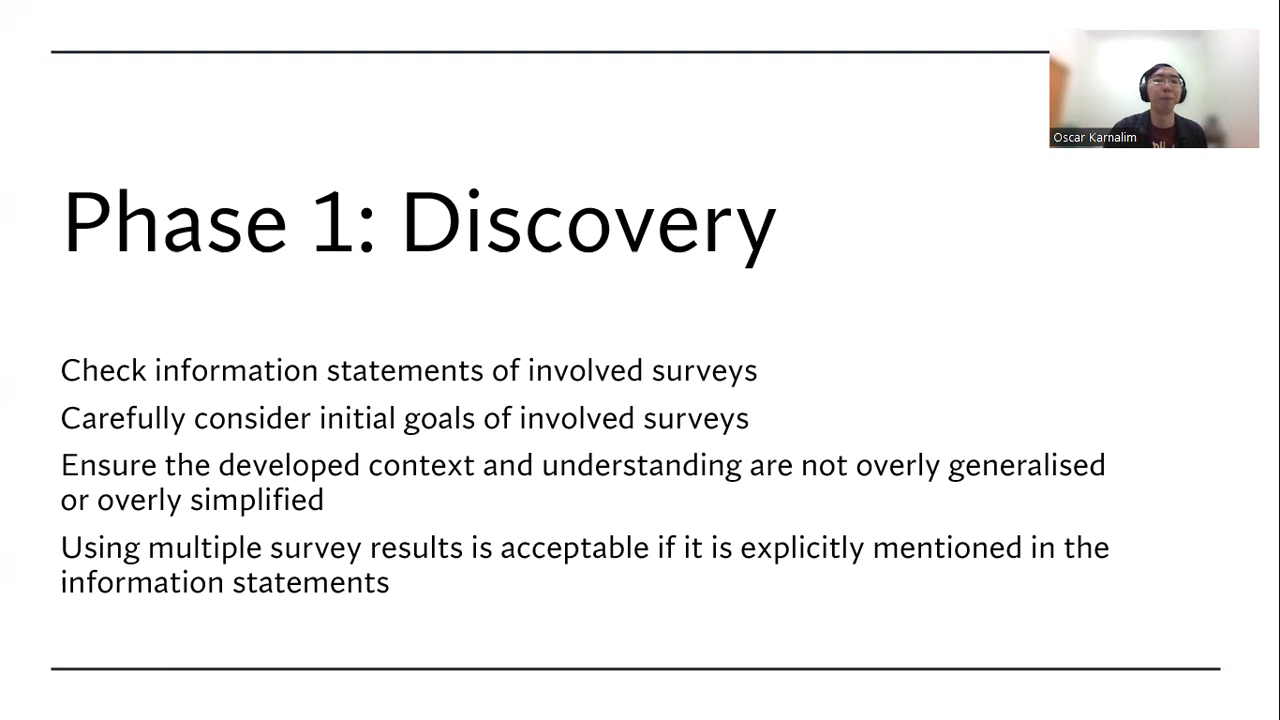 Oscar Karnalim
Phase 1: Discovery
Check information statements of involved surveys
Carefully consider initial goals of involved surveys
Ensure the developed context and understanding are not overly generalised
or overly simplified
Using multiple survey results is acceptable if it is explicitly mentioned in the
information statements